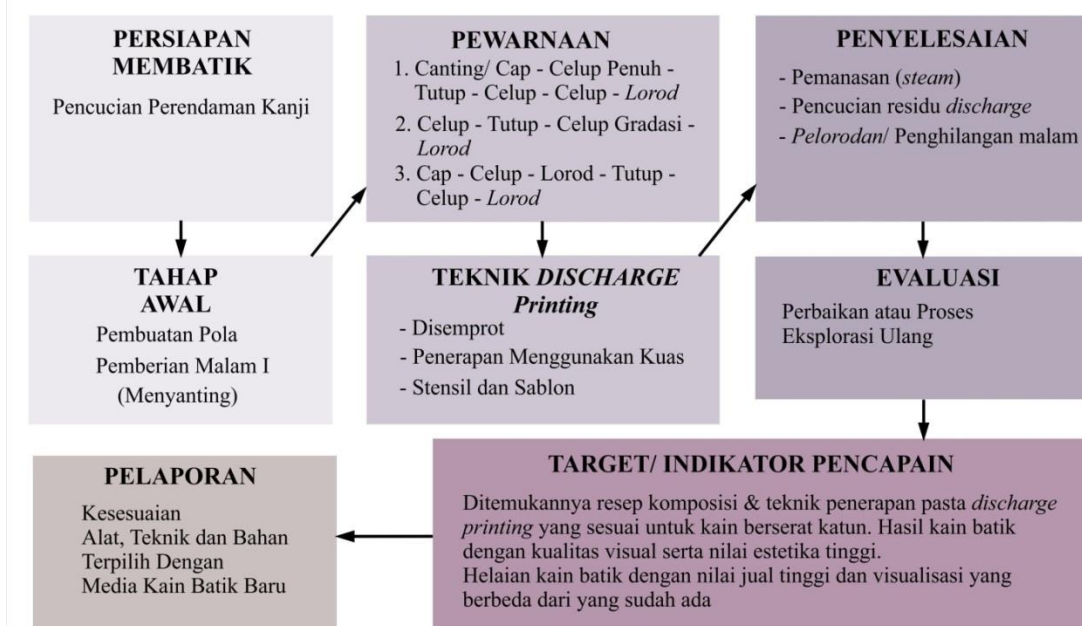 PERSIAPAN
MEMBATIK
Pencucian Perendaman Kanji
TAHAP
AWAL
Pembuatan Pola
Pemberian Malam I
(Menyanting)
PEWARNAAN
1. Canting/ Cap - Celup Penuh -
Tutup - Celup - Celup - Lorod
2. Celup - Tutup - Celup Gradasi -
Lorod
3. Cap - Celup - Lorod - Tutup -
Celup - Lorod
TEKNIK DISCHARGE
Printing
- Disemprot
- Penerapan Menggunakan Kuas
- Stensil dan Sablon
PENYELESAIAN
- Pemanasan (steam)
- Pencucian residu discharge
- Pelorodan/ Penghilangan malam
EVALUASI
Perbaikan atau Proses
Eksplorasi Ulang
TARGET/ INDIKATOR PENCAPAIN
Ditemukannya resep komposisi & teknik penerapan pasta discharge
printing yang sesuai untuk kain berserat katun. Hasil kain batik
dengan kualitas visual serta nilai estetika tinggi.
Helaian kain batik dengan nilai jual tinggi dan visualisasi yang
berbeda dari yang sudah ada
PELAPORAN
Kesesuaian
Alat, Teknik dan Bahan
Terpilih Dengan
Media Kain Batik Baru